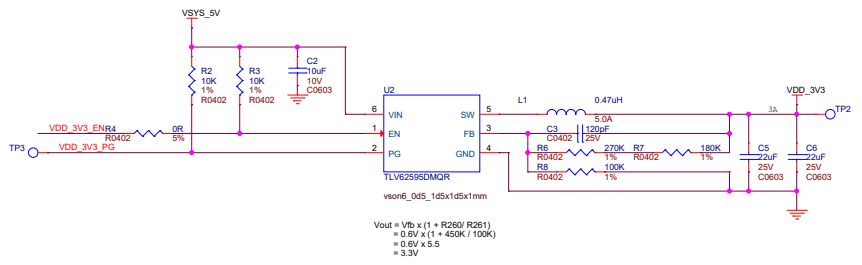 VSYS_5V
R2
10K
1%
R0402
R3
10K
1%
R0402
C2
10uF
10V
C0603
U2
6 VIN
SW 5
1 EN
FB 3
2 PG
GND 4
TLV62595DMQR
vson6_0d5_1d5x1d5x1mm
VDD_3V3_EN
R4 0R
R0402 5%
TP3
VDD_3V3_PG
L1 0.47uH
5.0A
C3 120pF
C0402 25V
R6 270K
R0402 1%
R7 180K
R0402 1%
R8 100K
R0402 1%
3A
VDD_3V3
TP2
C5
22uF
25V
C0603
C6
22uF
25V
C0603
Vout = Vfb x (1 + R260/ R261)
= 0.6V x (1 + 450K / 100K)
= 0.6V x 5.5
= 3.3V